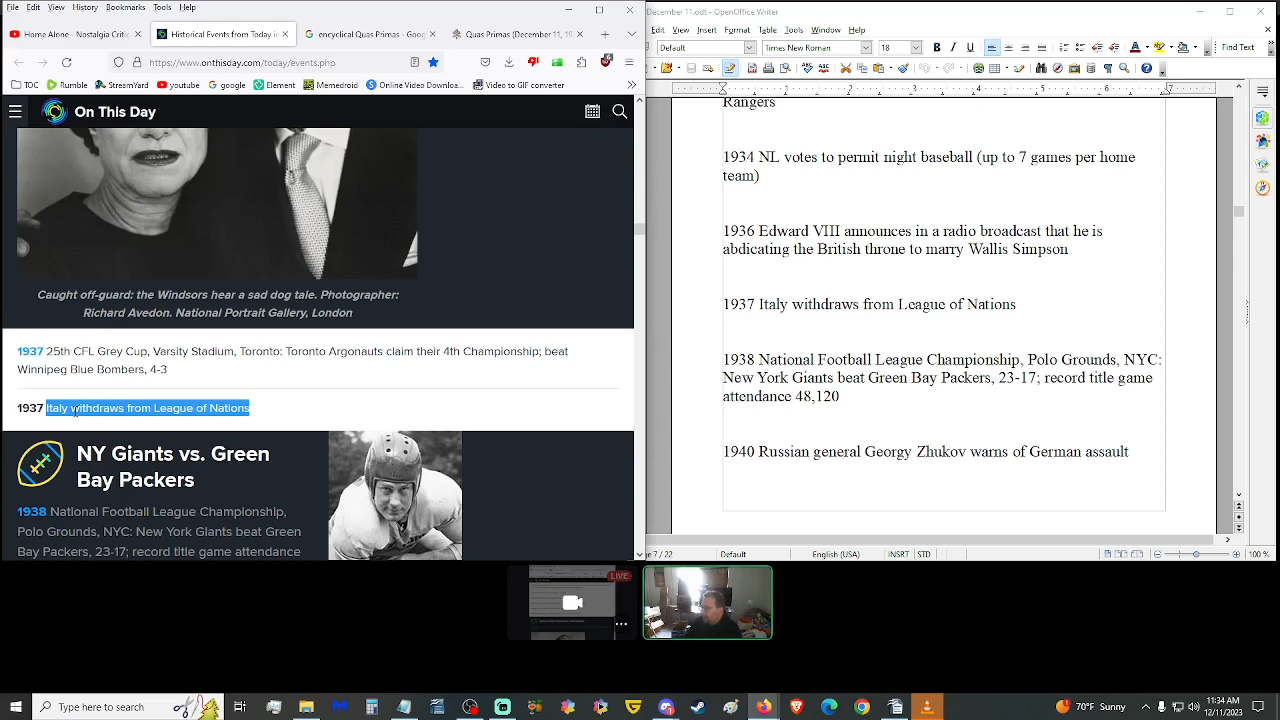 File Edit View History Bookmarks Tools Help
Home Alone - Nostalgia Critic
Historical Events from Today in
encyclical Quas Primas - Goog
Quas Primas (December 11, 19
https://www.onthisday.com/today/events.php
DC Rumble StreamYard youtube google Element Memedroid Online Video Downloa... Video to GIF converter
On This Day
Caught off-guard: the Windsors hear a sad dog tale. Photographer:
Richard Avedon. National Portrait Gallery, London
1937 25th CFL Grey Cup, Varsity Stadium, Toronto: Toronto Argonauts claim their 4th Championship; beat
Winnipeg Blue Bombers, 4-3
1937 Italy withdraws from League of Nations
NY Giants vs. Green
Bay Packers
1938 National Football League Championship,
Polo Grounds, NYC: New York Giants beat Green
Bay Packers, 23-17; record title game attendance
December 11.odt - OpenOffice Writer
Edit View Insert Format Table Tools Window Help
Default Times New Roman 18 Find Text
1 2 3 4 5 6 7
Rangers
1934 NL votes to permit night baseball (up to 7 games per home
team)
1936 Edward VIII announces in a radio broadcast that he is
abdicating the British throne to marry Wallis Simpson
1937 Italy withdraws from League of Nations
1938 National Football League Championship, Polo Grounds, NYC:
New York Giants beat Green Bay Packers, 23-17; record title game
attendance 48,120
1940 Russian general Georgy Zhukov warns of German assault
7 / 22 Default English (USA) INSRT STD 100 %
LIVE
Type here to search
70°F Sunny
11:34 AM
12/11/2023